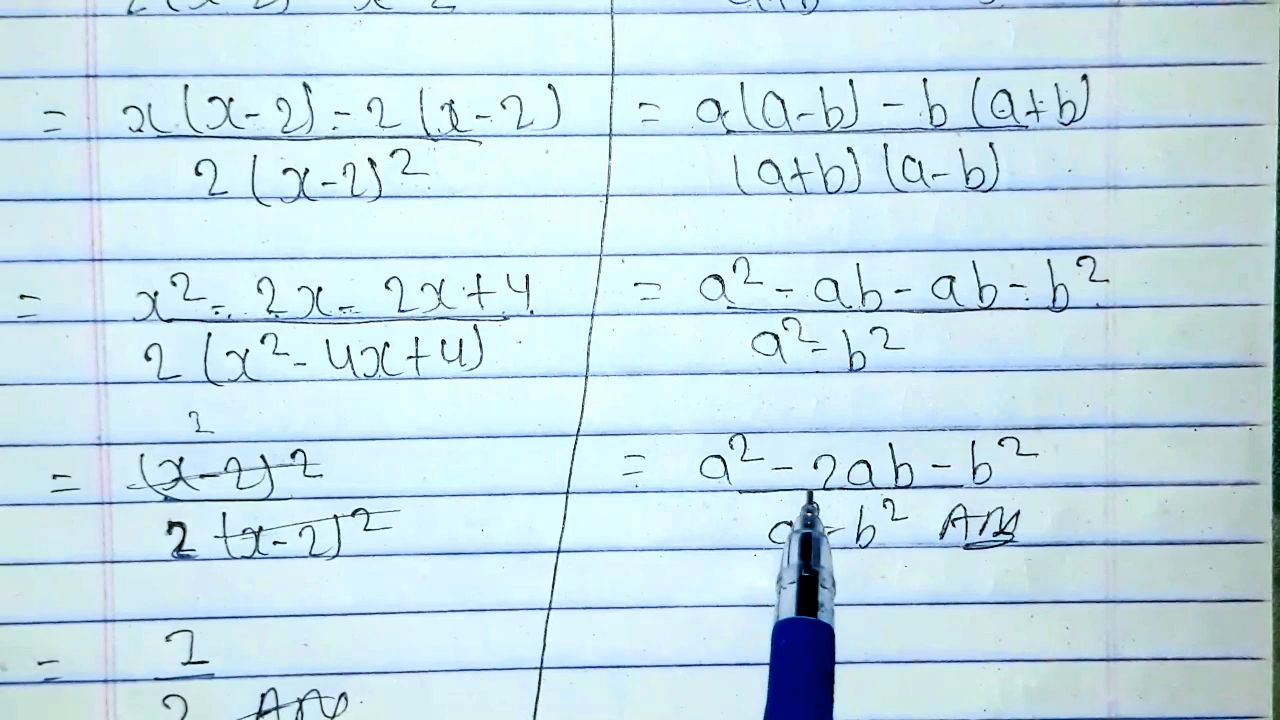 = x(x-2)-2(x-2)
2(x-2)²
= x²-2x-2x+4
2(x²-4x+4)
1
= (x-2)²
2(x-2)²
= 1
2 Ans
= a(a-b)-b(a+b)
(a+b)(a-b)
= a²-ab-ab-b²
a²-b²
= a²-2ab-b²
a -b² Ans